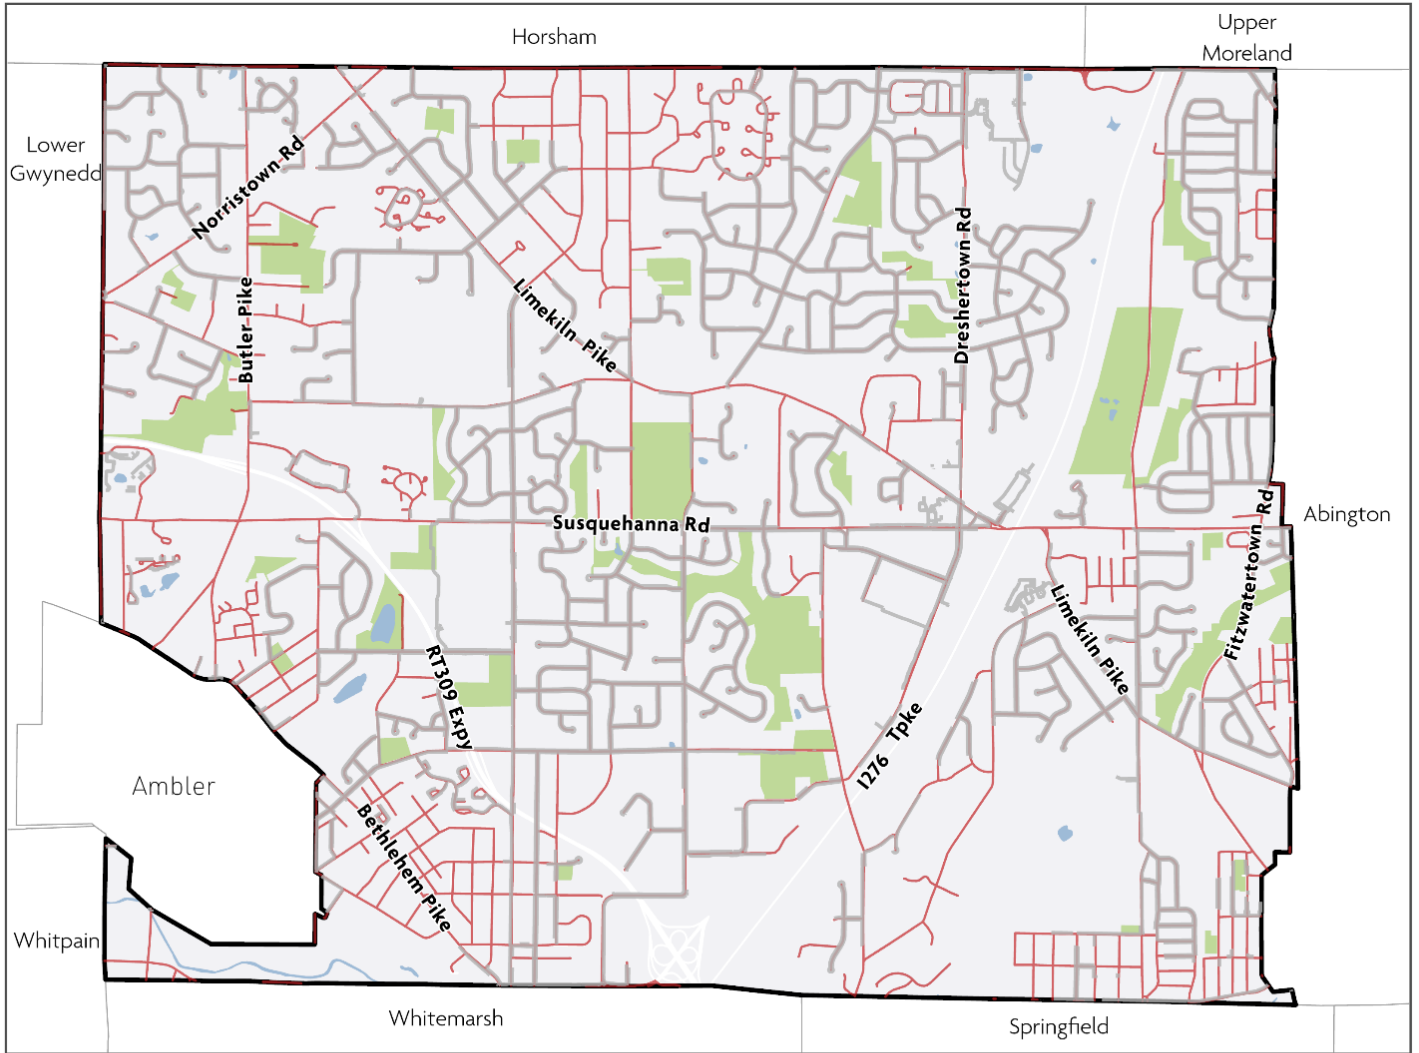 Horsham
Upper
Moreland
Lower
Gwynedd
Norristown Rd
Butler Pike
Limekiln Pike
Dreshertown Rd
Susquehanna Rd
Abington
Fitzwatertown Rd
Limekiln Pike
RT309 Expy
I276 Tpke
Ambler
Bethlehem Pike
Whitpain
Whitemarsh
Springfield